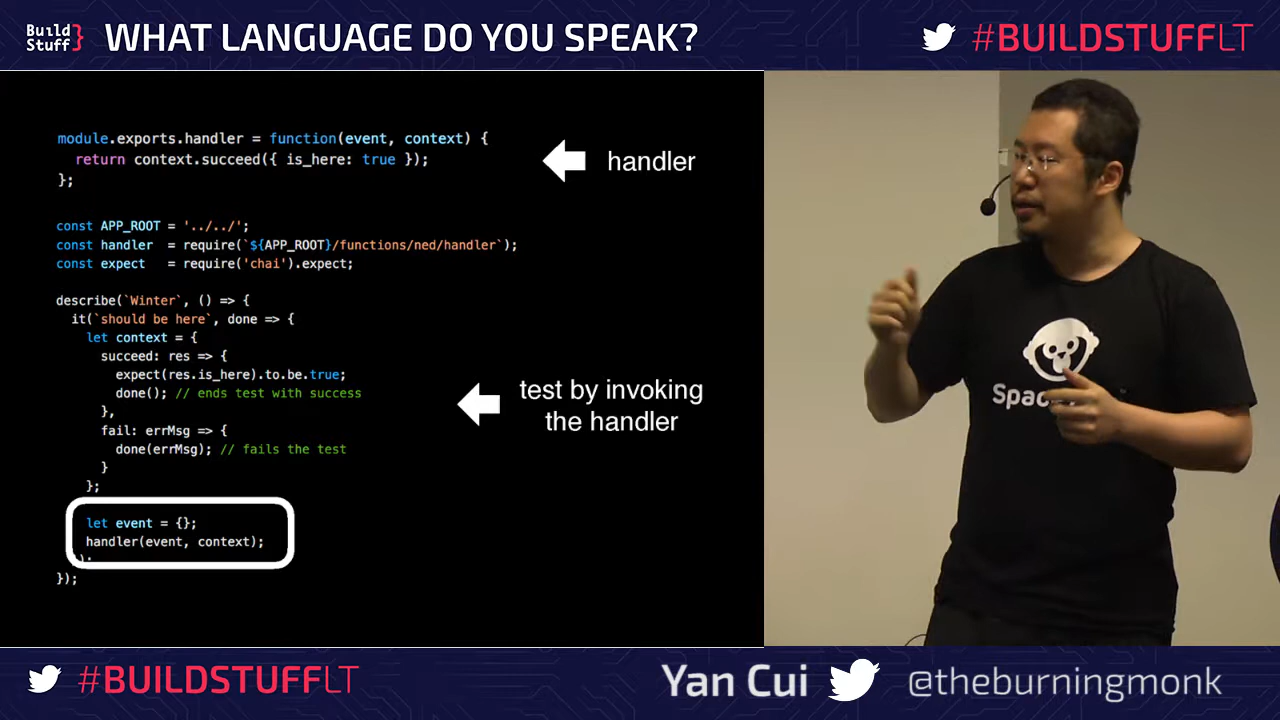 Build
Stuff}
WHAT LANGUAGE DO YOU SPEAK?
#BUILDSTUFFLT
module.exports.handler = function(event, context) {
  return context.succeed({ is_here: true });
};
handler
const APP_ROOT = '../../';
const handler  = require(`${APP_ROOT}/functions/ned/handler`);
const expect   = require('chai').expect;
describe(`Winter`, () => {
  it(`should be here`, done => {
    let context = {
      succeed: res => {
        expect(res.is_here).to.be.true;
        done(); // ends test with success
      },
      fail: errMsg => {
        done(errMsg); // fails the test
      }
    };
    let event = {};
    handler(event, context);
  });
});
test by invoking
the handler
#BUILDSTUFFLT
Yan Cui
@theburningmonk